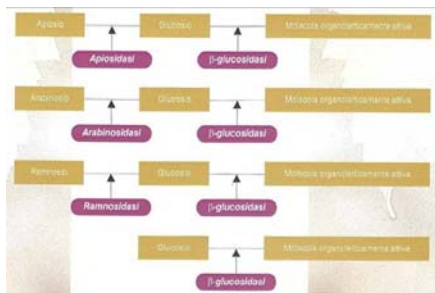 Apiosio Glucosio Molecola organoletticamente attiva
Apiosidasi β-glucosidasi
Arabinosio Glucosio Molecola organoletticamente attiva
Arabinosidasi β-glucosidasi
Ramnosio Glucosio Molecola organoletticamente attiva
Ramnosidasi β-glucosidasi
Glucosio Molecola organoletticamente attiva
β-glucosidasi